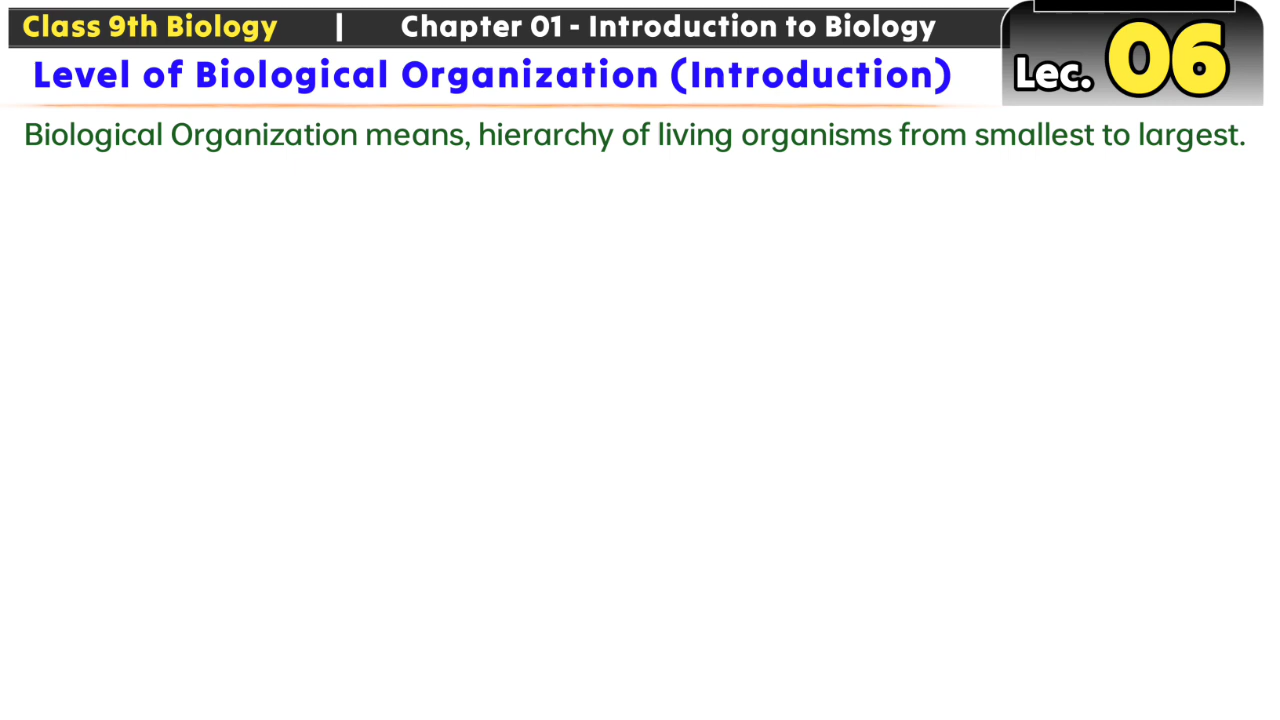 Class 9th Biology | Chapter 01 - Introduction to Biology
Lec. 06
Level of Biological Organization (Introduction)
Biological Organization means, hierarchy of living organisms from smallest to largest.